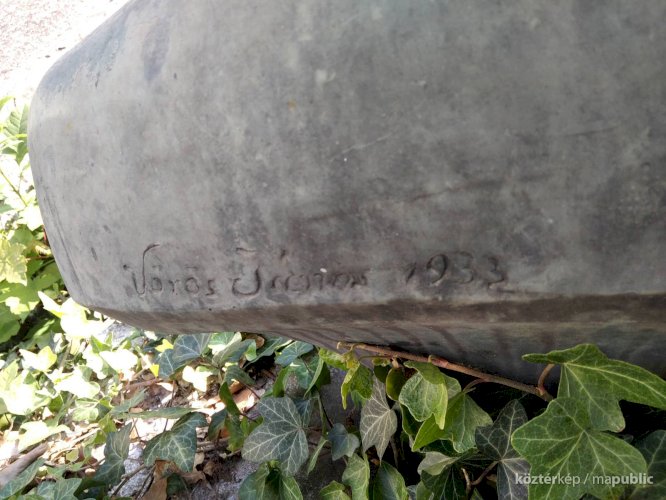 Vörös János 1933
köztérkép / mapublic